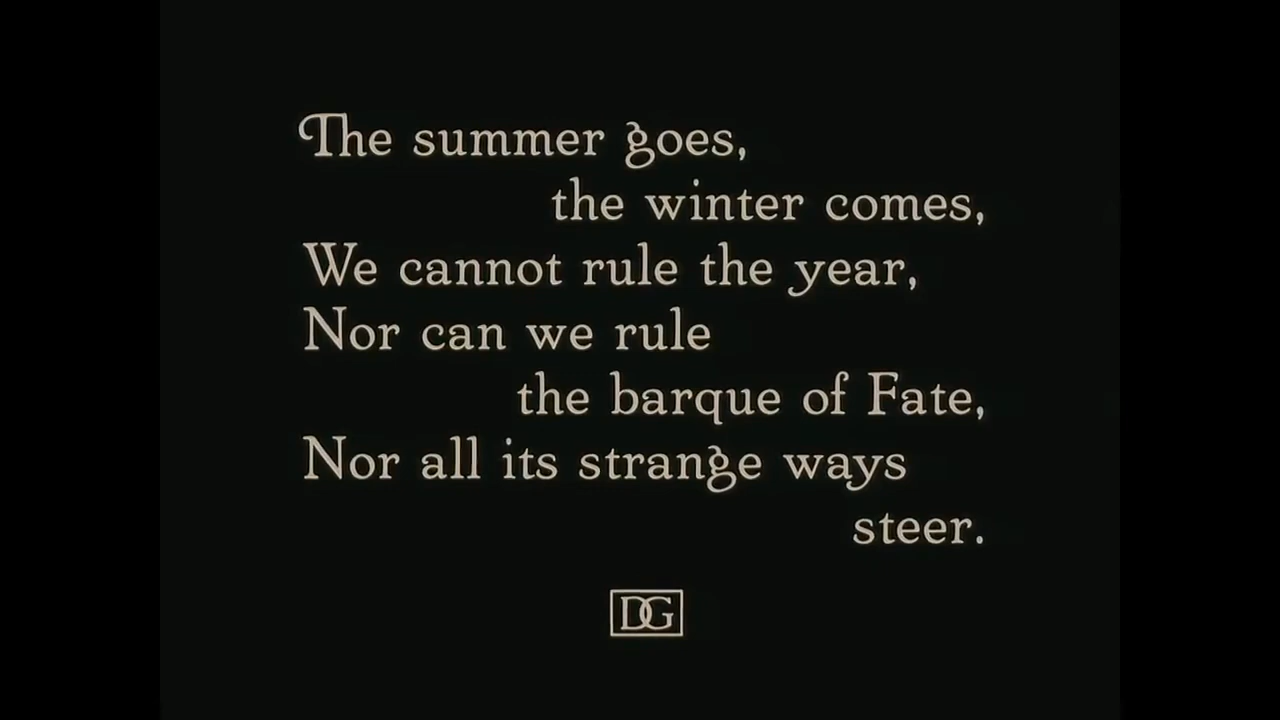 The summer goes,
the winter comes,
We cannot rule the year,
Nor can we rule
the barque of Fate,
Nor all its strange ways
steer.
DG